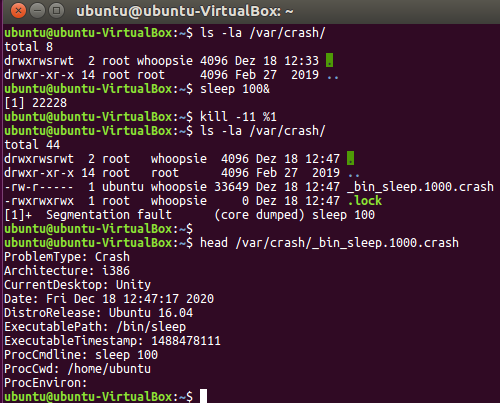 ubuntu@ubuntu-VirtualBox: ~
ubuntu@ubuntu-VirtualBox:~$ ls -la /var/crash/
total 8
drwxrwsrwt  2 root whoopsie 4096 Dez 18 12:33 .
drwxr-xr-x 14 root root     4096 Feb 27  2019 ..
ubuntu@ubuntu-VirtualBox:~$ sleep 100&
[1] 22228
ubuntu@ubuntu-VirtualBox:~$ kill -11 %1
ubuntu@ubuntu-VirtualBox:~$ ls -la /var/crash/
total 44
drwxrwsrwt  2 root   whoopsie  4096 Dez 18 12:47 .
drwxr-xr-x 14 root   root      4096 Feb 27  2019 ..
-rw-r-----  1 ubuntu whoopsie 33649 Dez 18 12:47 _bin_sleep.1000.crash
-rwxrwxrwx  1 root   whoopsie     0 Dez 18 12:47 .lock
[1]+  Segmentation fault      (core dumped) sleep 100
ubuntu@ubuntu-VirtualBox:~$
ubuntu@ubuntu-VirtualBox:~$ head /var/crash/_bin_sleep.1000.crash
ProblemType: Crash
Architecture: i386
CurrentDesktop: Unity
Date: Fri Dec 18 12:47:17 2020
DistroRelease: Ubuntu 16.04
ExecutablePath: /bin/sleep
ExecutableTimestamp: 1488478111
ProcCmdline: sleep 100
ProcCwd: /home/ubuntu
ProcEnviron:
ubuntu@ubuntu-VirtualBox:~$